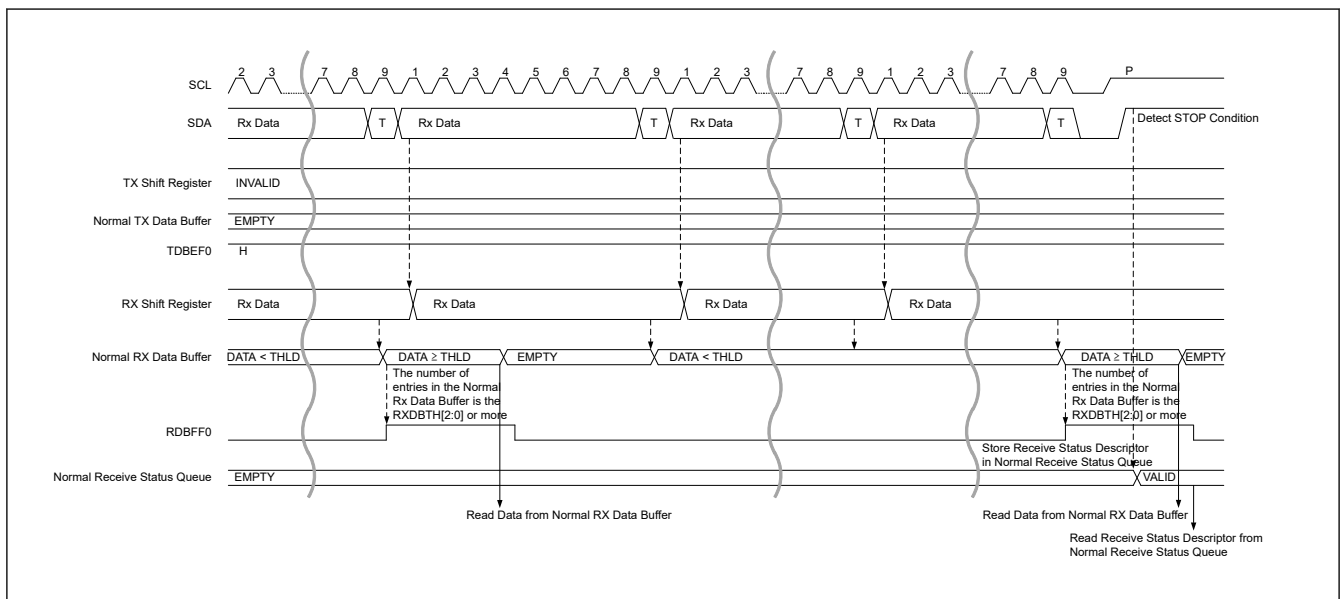 SCL 2 3 7 8 9 1 2 3 4 5 6 7 8 9 1 2 3 7 8 9 1 2 3 7 8 9 P
SDA Rx Data T Rx Data T Rx Data T Rx Data T Detect STOP Condition
TX Shift Register INVALID
Normal TX Data Buffer EMPTY
TDBEF0 H
RX Shift Register Rx Data Rx Data Rx Data Rx Data
Normal RX Data Buffer DATA < THLD DATA ≥ THLD EMPTY DATA < THLD DATA ≥ THLD EMPTY
The number of
entries in the Normal
Rx Data Buffer is the
RXDBTH[2:0] or more
The number of
entries in the Normal
Rx Data Buffer is the
RXDBTH[2:0] or more
RDBFF0
Store Receive Status Descriptor
in Normal Receive Status Queue
Normal Receive Status Queue EMPTY VALID
Read Data from Normal RX Data Buffer
Read Data from Normal RX Data Buffer
Read Receive Status Descriptor from
Normal Receive Status Queue